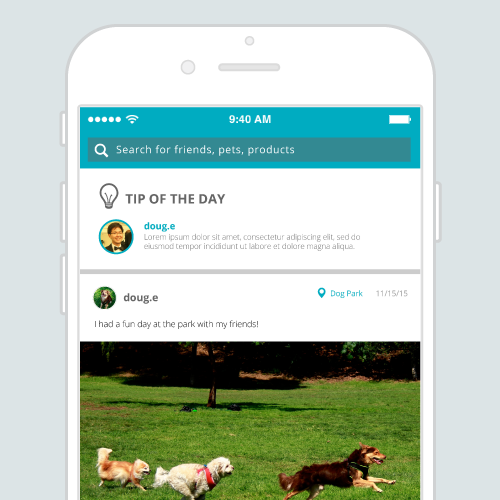 9:40 AM
Search for friends, pets, products
TIP OF THE DAY
doug.e
Lorem ipsum dolor sit amet, consectetur adipiscing elit, sed do
eiusmod tempor incididunt ut labore et dolore magna aliqua.
doug.e
Dog Park 11/15/15
I had a fun day at the park with my friends!